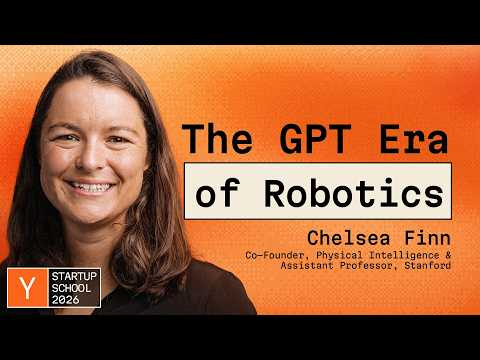 The GPT Era
of Robotics
Chelsea Finn
Co-Founder, Physical Intelligence &
Assistant Professor, Stanford
Y
STARTUP
SCHOOL
2026